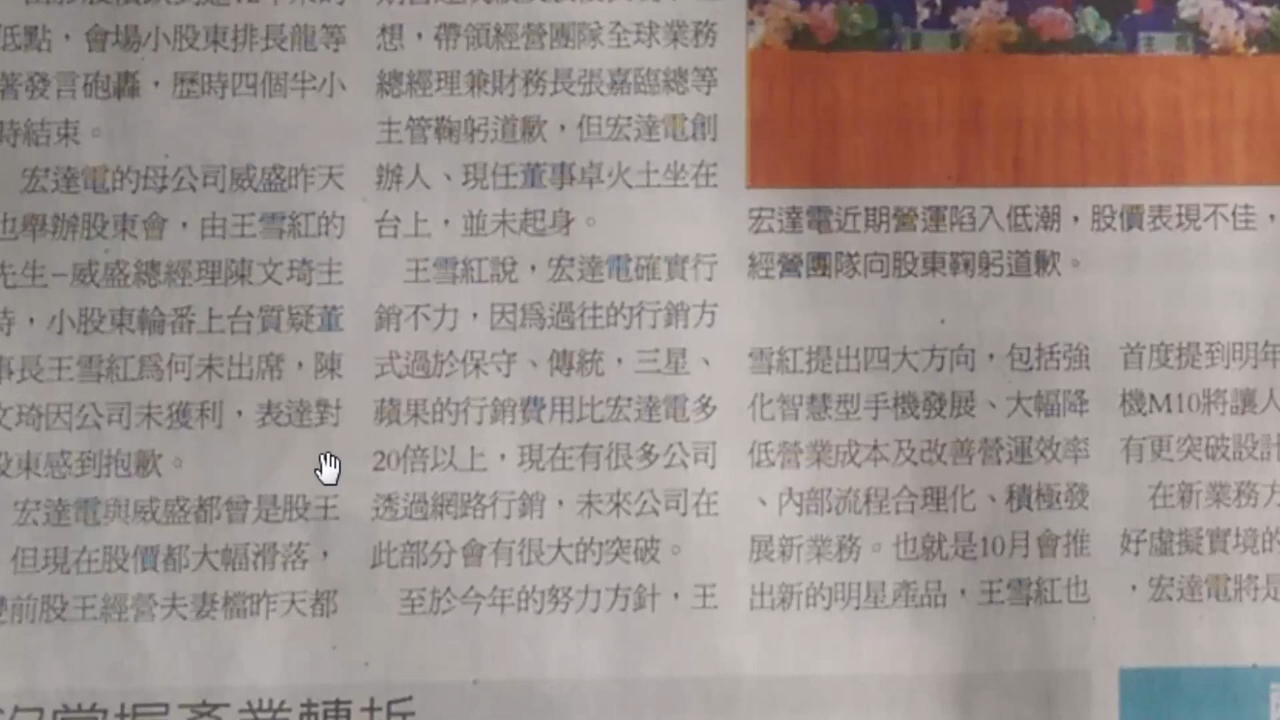 低點，會場小股東排長龍等
著發言砲轟，歷時四個半小
時結束。
宏達電的母公司威盛昨天
也舉辦股東會，由王雪紅的
先生－威盛總經理陳文琦主
持，小股東輪番上台質疑董
事長王雪紅爲何未出席，陳
文琦因公司未獲利，表達對
股東感到抱歉。
宏達電與威盛都曾是股王
，但現在股價都大幅滑落，
雙前股王經營夫妻檔昨天都
想，帶領經營團隊全球業務
總經理兼財務長張嘉臨總等
主管鞠躬道歉，但宏達電創
辦人、現任董事卓火土坐在
台上，並未起身。
王雪紅說，宏達電確實行
銷不力，因爲過往的行銷方
式過於保守、傳統，三星、
蘋果的行銷費用比宏達電多
20倍以上，現在有很多公司
透過網路行銷，未來公司在
此部分會有很大的突破。
至於今年的努力方針，王
宏達電近期營運陷入低潮，股價表現不佳，
經營團隊向股東鞠躬道歉。
雪紅提出四大方向，包括強
化智慧型手機發展、大幅降
低營業成本及改善營運效率
、內部流程合理化、積極發
展新業務。也就是10月會推
出新的明星產品，王雪紅也
首度提到明年
機M10將讓人
有更突破設計
在新業務方
好虛擬實境的
，宏達電將是
掌握產業轉折